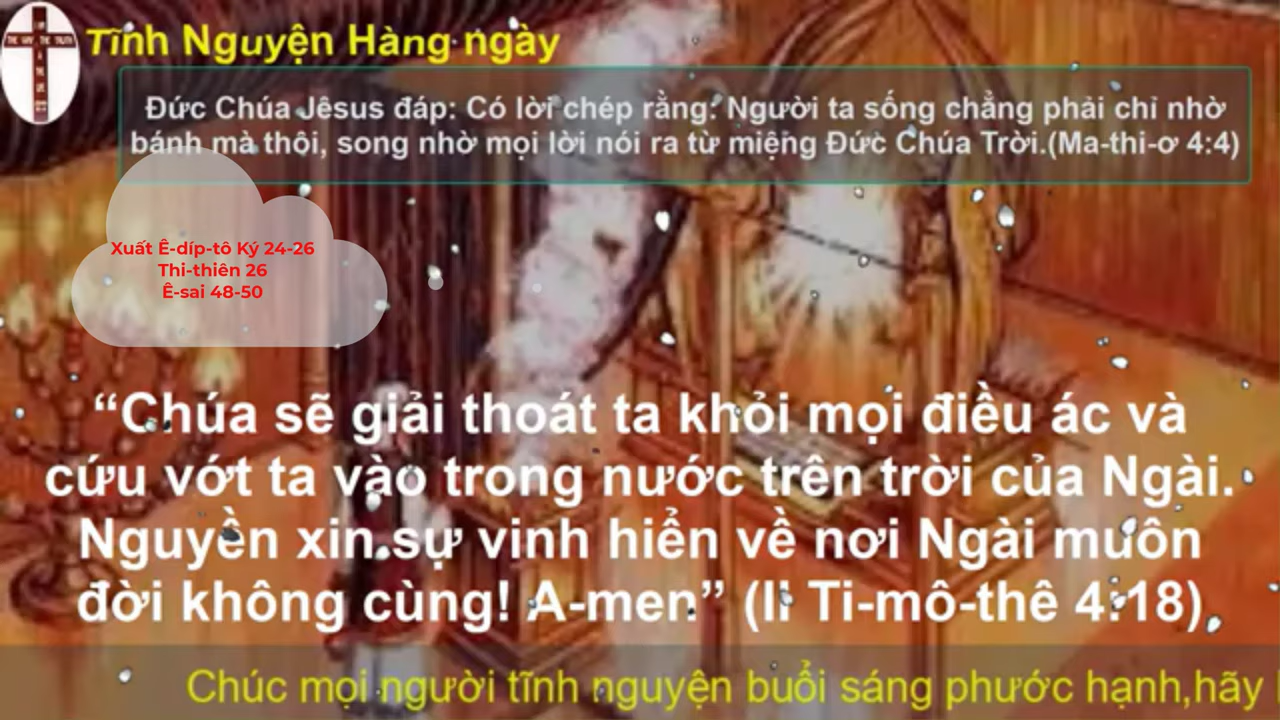 THE WAY THE TRUTH
Tĩnh Nguyện Hàng ngày
Đức Chúa Jêsus đáp: Có lời chép rằng: Người ta sống chẳng phải chỉ nhờ
bánh mà thôi, song nhờ mọi lời nói ra từ miệng Đức Chúa Trời.(Ma-thi-ơ 4:4)
Xuất Ê-díp-tô Ký 24-26
Thi-thiên 26
Ê-sai 48-50
“Chúa sẽ giải thoát ta khỏi mọi điều ác và
cứu vớt ta vào trong nước trên trời của Ngài.
Nguyền xin sự vinh hiển về nơi Ngài muôn
đời không cùng! A-men” (Ii Ti-mô-thê 4:18)
Chúc mọi người tĩnh nguyện buổi sáng phước hạnh,hãy